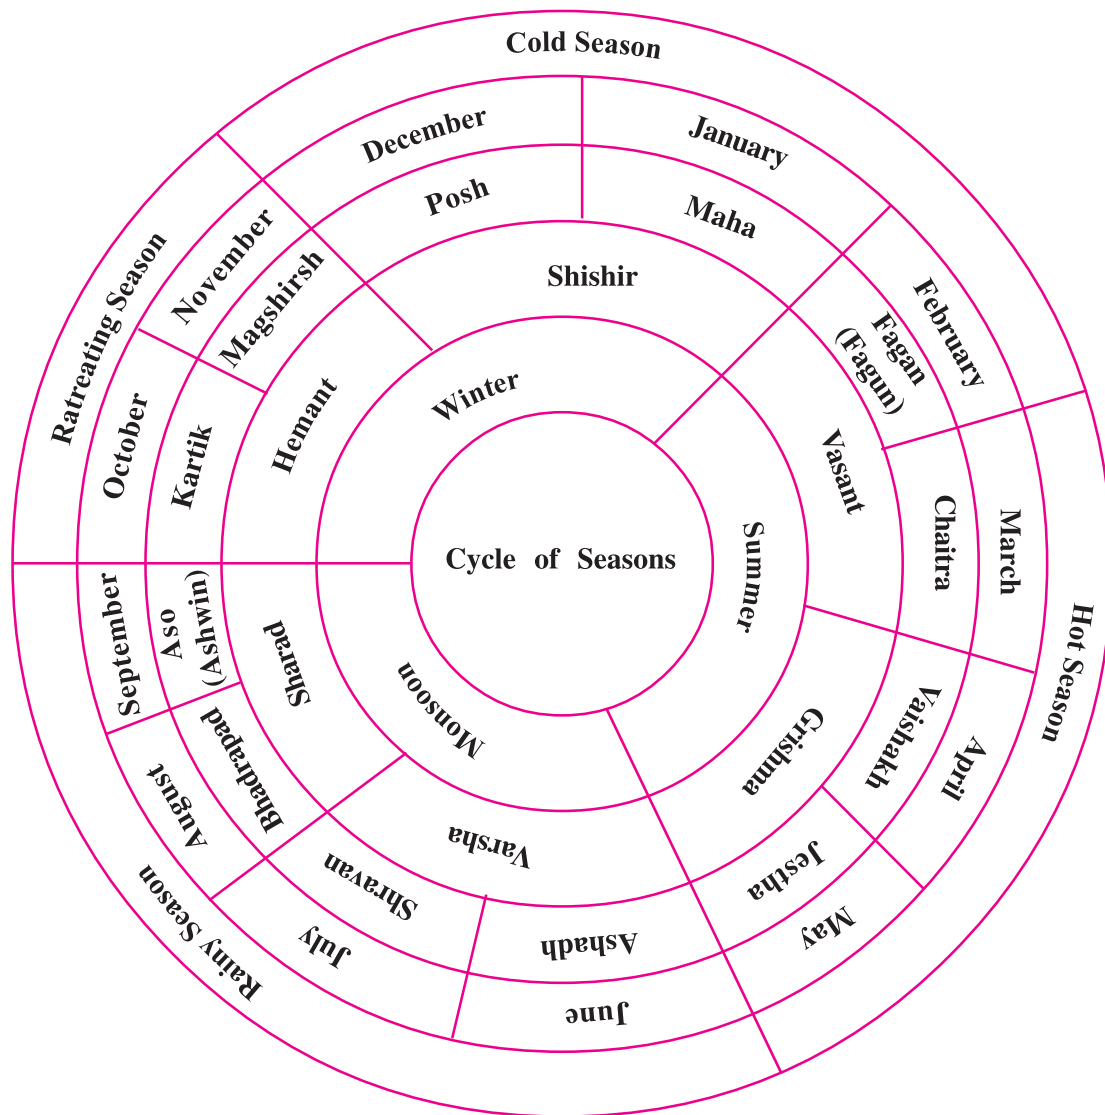 Cold Season
December
January
Posh
Maha
Shishir
Winter
November
Magshirsh
Ratreating Season
October
Kartik
Hemant
February
Fagan
(Fagun)
Vasant
March
Chaitra
Summer
Cycle of Seasons
Hot Season
April
Vaishakh
Grishma
May
Jestha
June
Ashadh
Varsha
Monsoon
July
Shravan
Rainy Season
August
Bhadrapad
Sharad
September
Aso
(Ashwin)